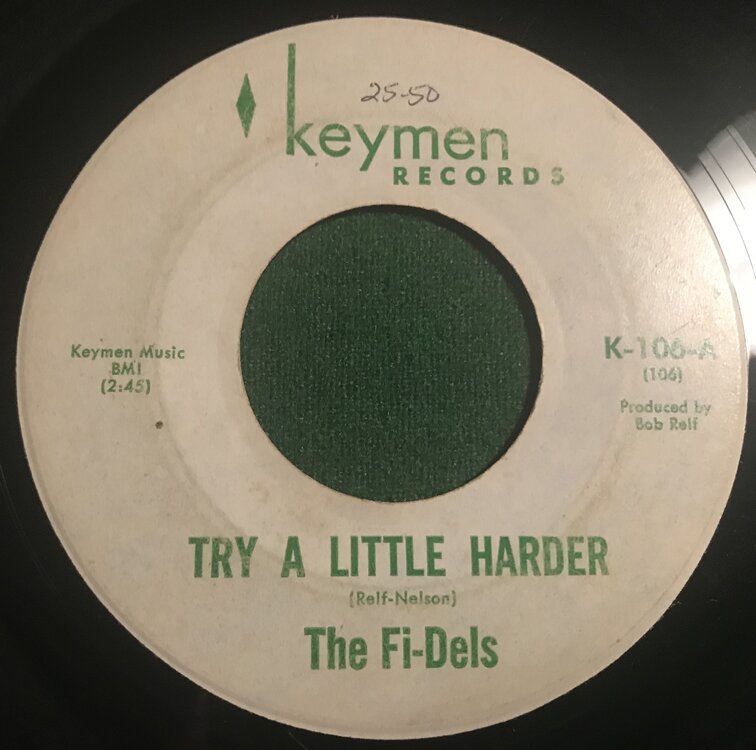 25-50
keymen
RECORDS
Keymen Music
BMI
(2:45)
K-106-A
(106)
Produced by
Bob Relf
TRY A LITTLE HARDER
(Relf-Nelson)
The Fi-Dels